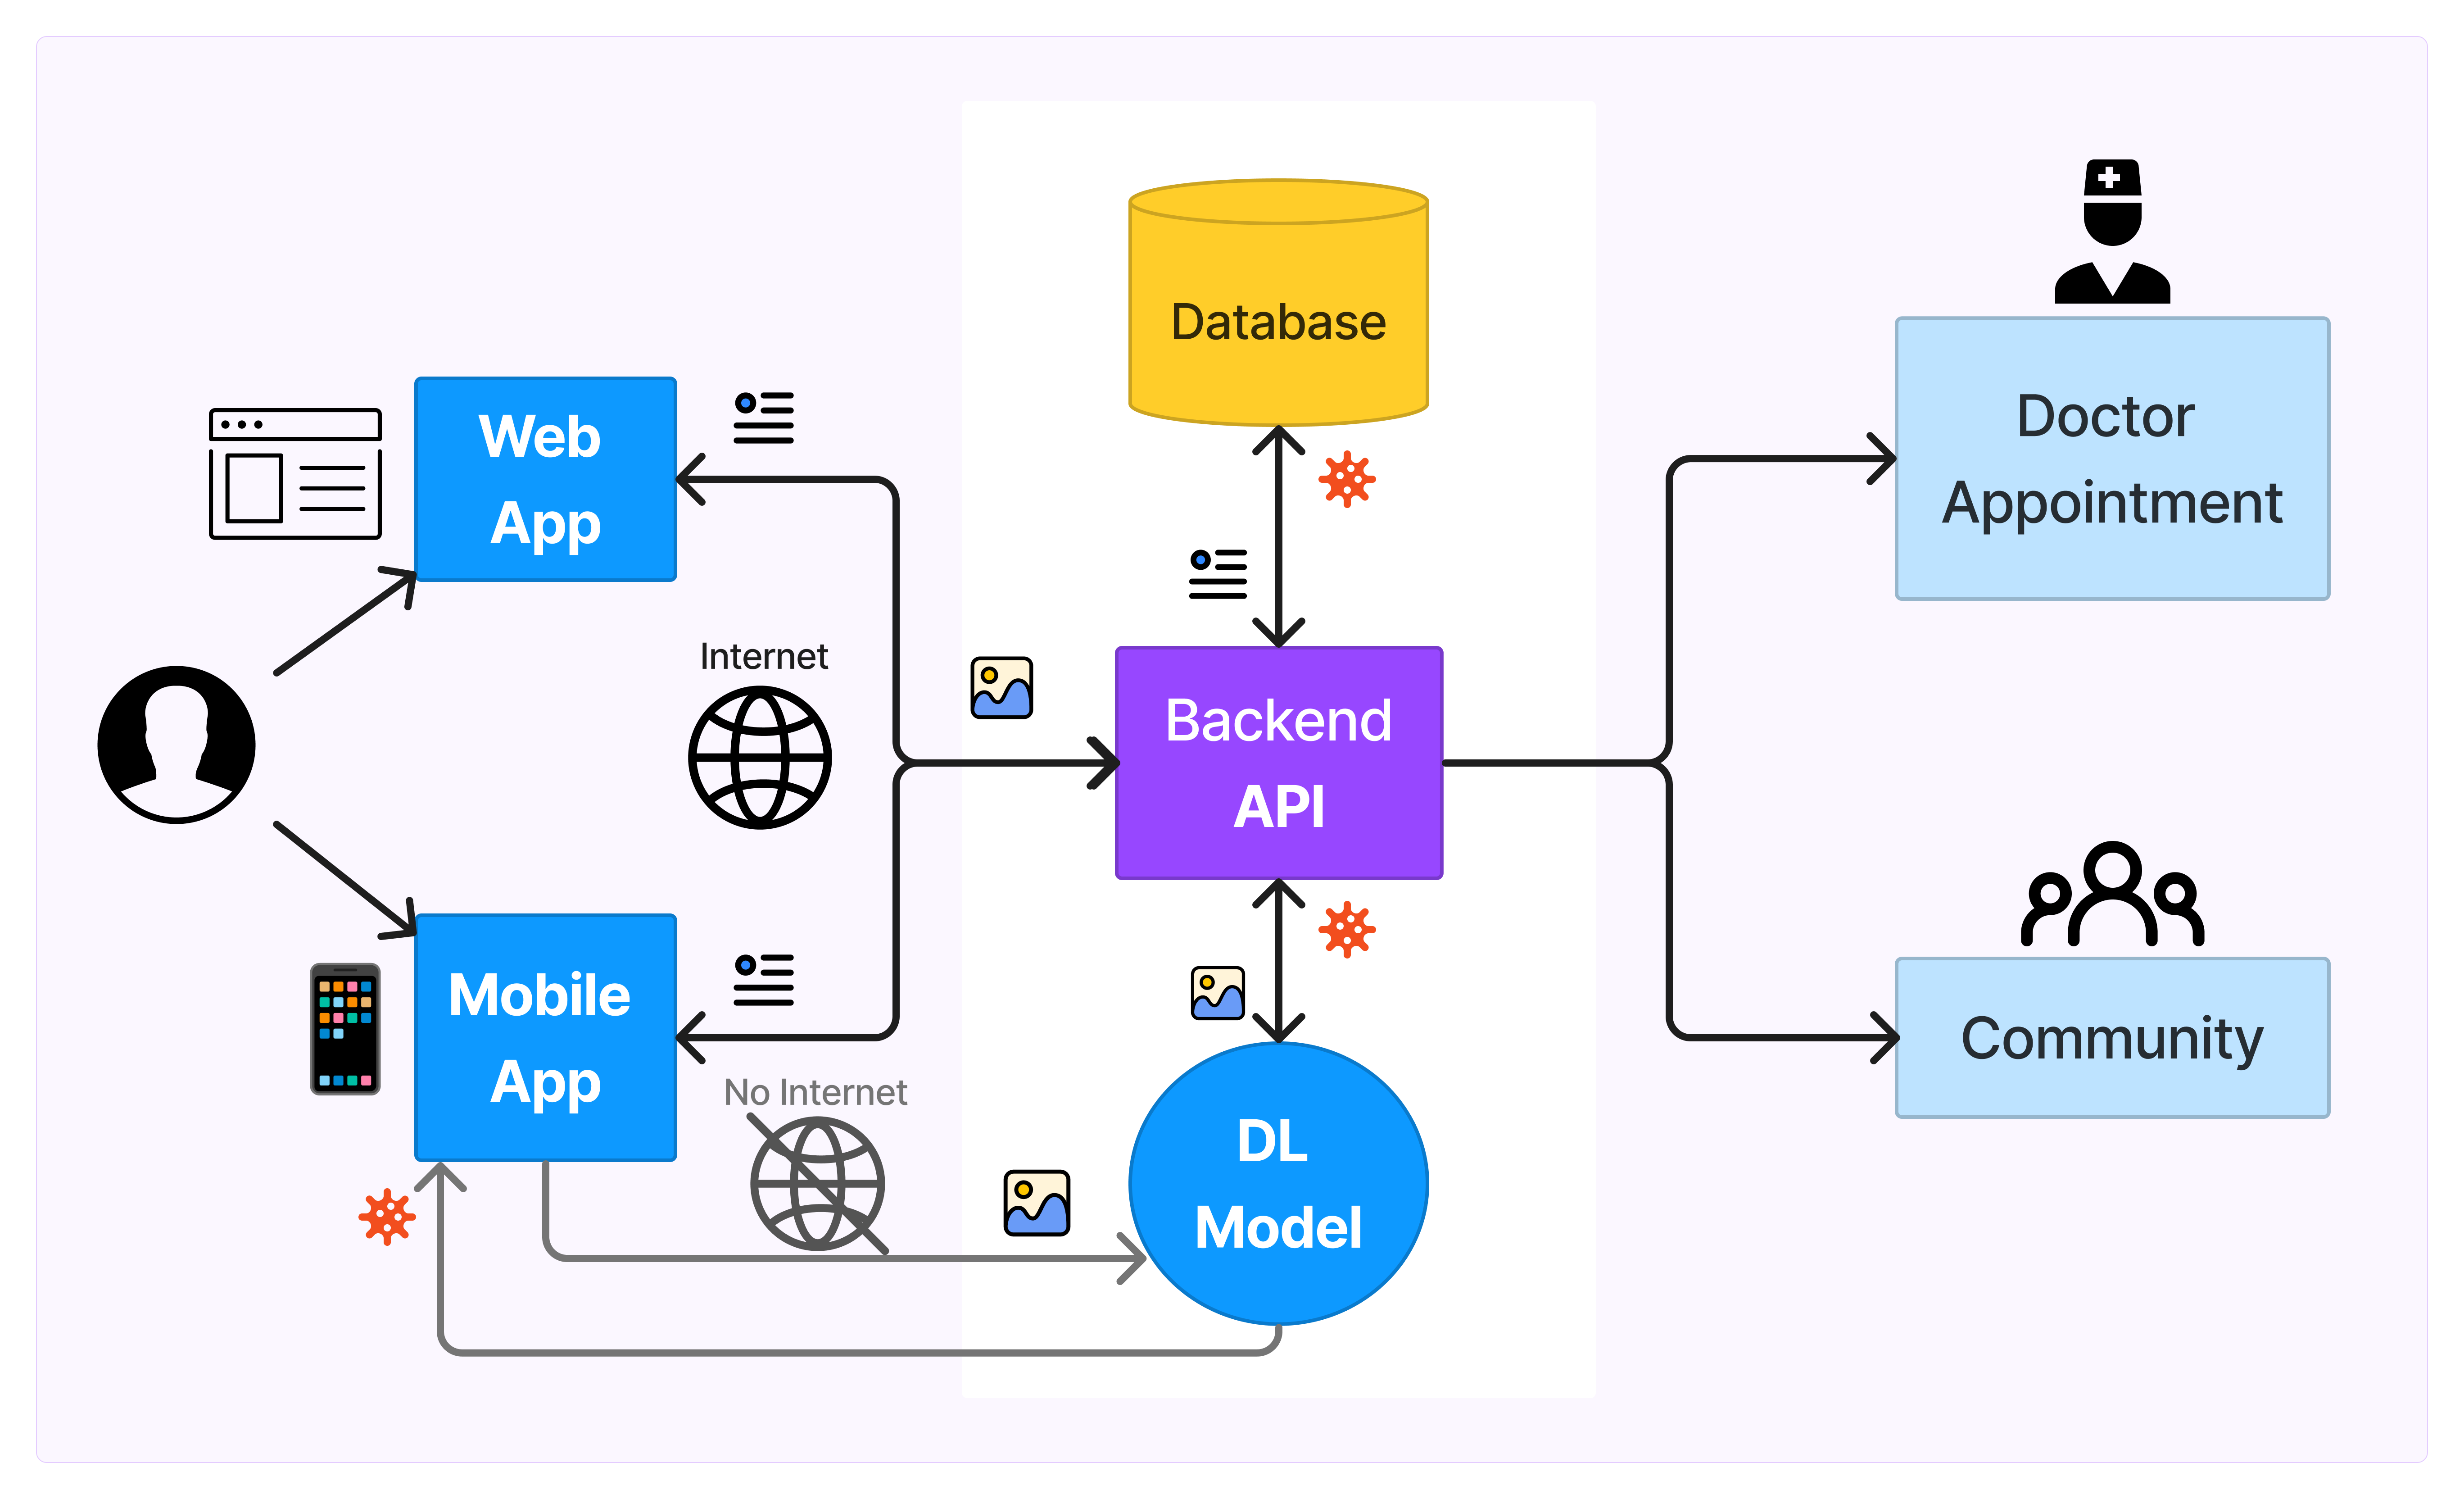 Database
Web
App
Doctor
Appointment
Internet
Backend
API
Mobile
App
Community
No Internet
DL
Model